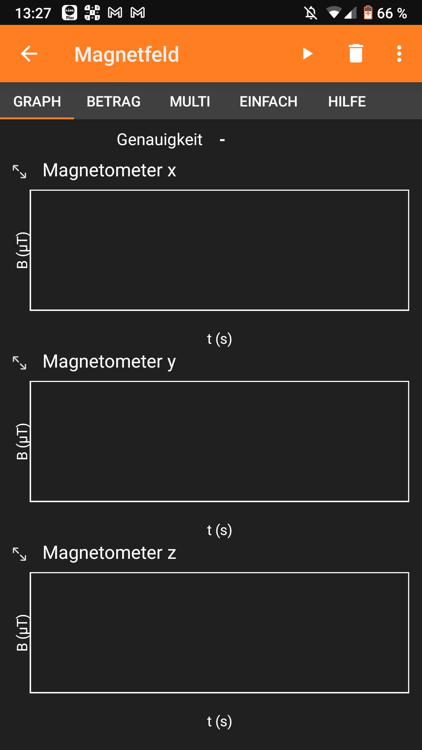 13:27 66 %
Magnetfeld
GRAPH BETRAG MULTI EINFACH HILFE
Genauigkeit -
Magnetometer x
B (µT)
t (s)
Magnetometer y
B (µT)
t (s)
Magnetometer z
B (µT)
t (s)